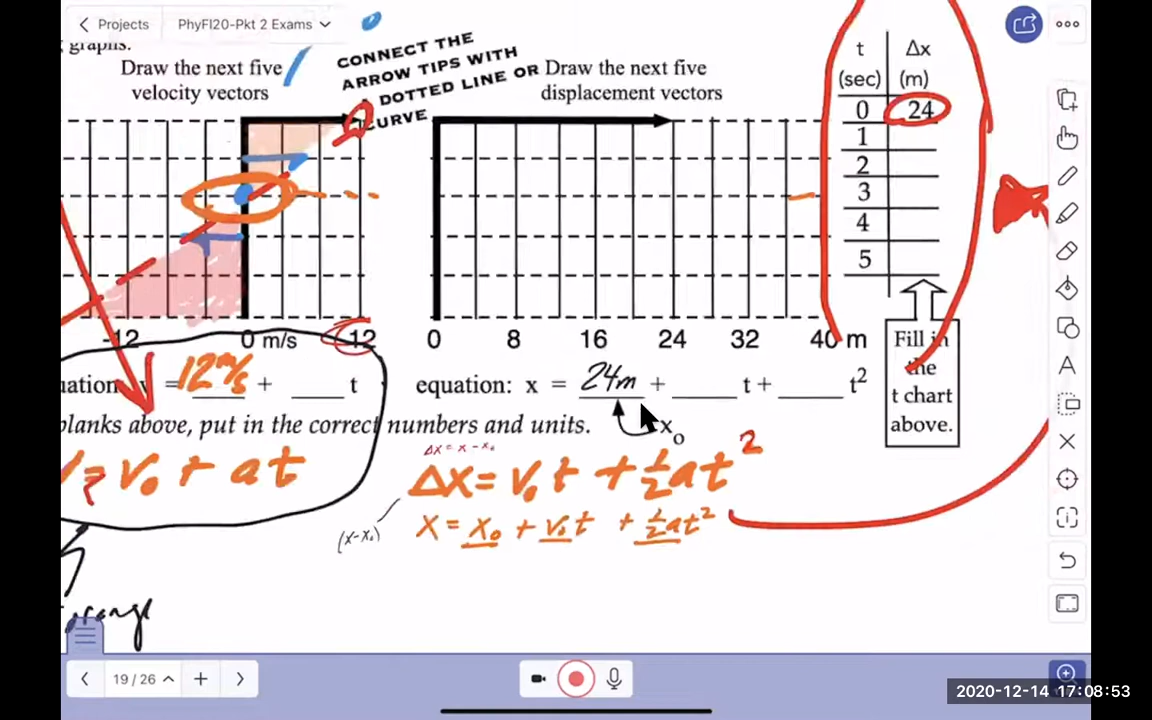 Projects
PhyFl20-Pkt 2 Exams
graphs.
Draw the next five
velocity vectors
CONNECT THE
ARROW TIPS WITH
A DOTTED LINE OR
CURVE
Draw the next five
displacement vectors
t Δx
(sec) (m)
0 24
1
2
3
4
5
-12 0 m/s 12
0 8 16 24 32 40 m
Fill in
the
t chart
above.
uation = 12 m/s + ____ t
equation: x = 24m + ____ t + ____ t²
blanks above, put in the correct numbers and units.
x₀
Δx = x - x₀
v = v₀ + at
Δx = v₀t + ½at²
(x-x₀)
x = x₀ + v₀t + ½at²
19 / 26
2020-12-14 17:08:53